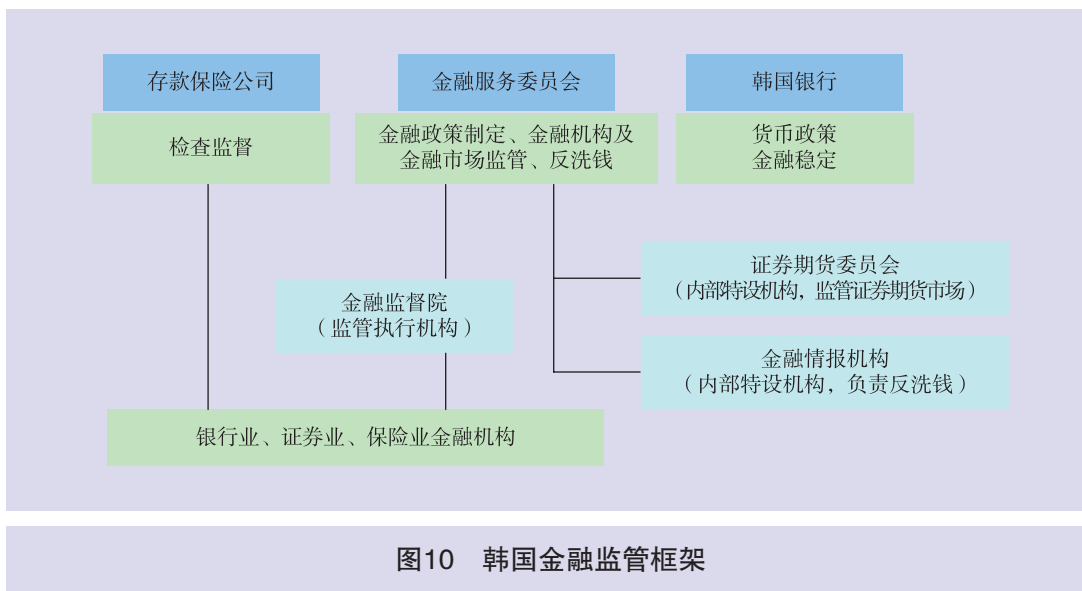 存款保险公司
检查监督
金融服务委员会
金融政策制定、金融机构及
金融市场监管、反洗钱
韩国银行
货币政策
金融稳定
证券期货委员会
（内部特设机构，监管证券期货市场）
金融监督院
（监管执行机构）
金融情报机构
（内部特设机构，负责反洗钱）
银行业、证券业、保险业金融机构
图10 韩国金融监管框架